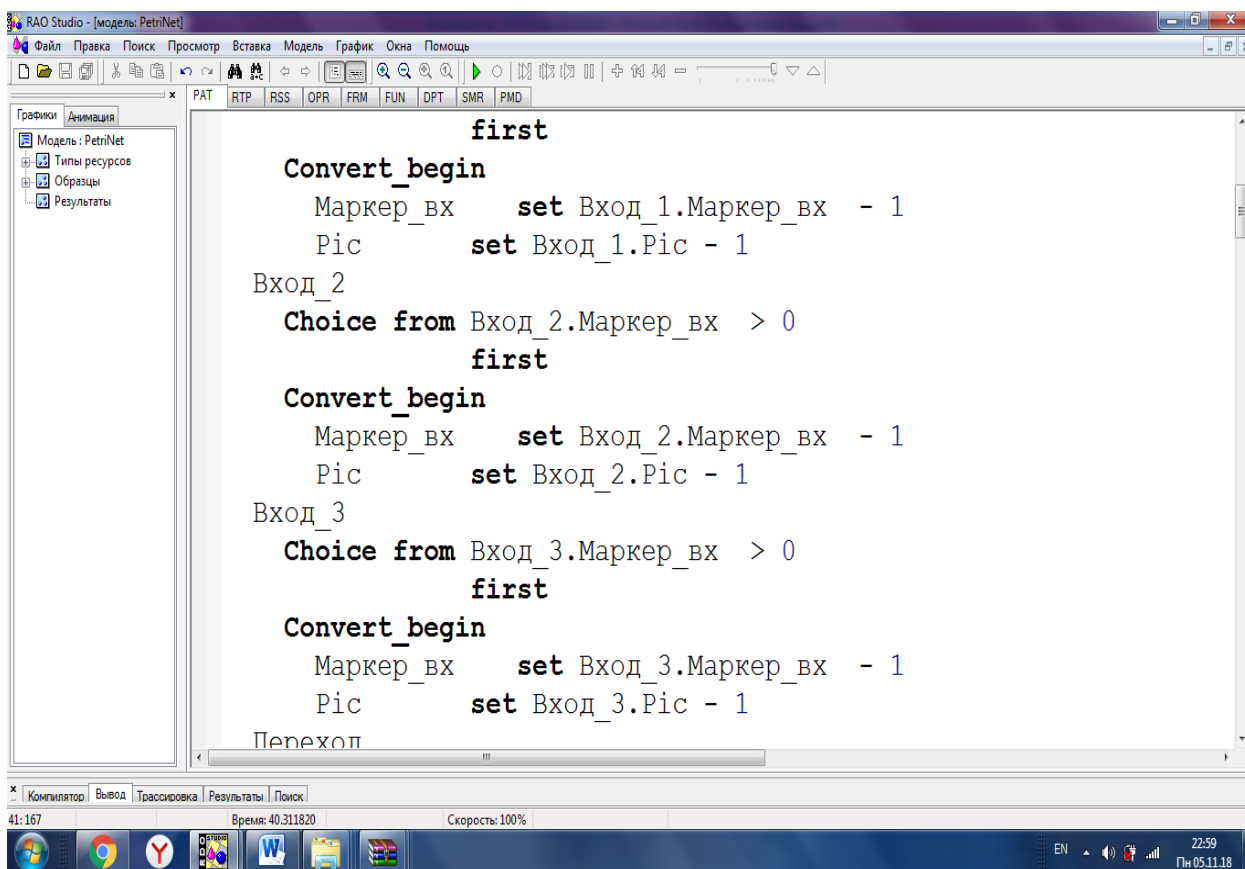 RAO Studio - [модель: PetriNet]
Файл Правка Поиск Просмотр Вставка Модель График Окна Помощь
PAT RTP RSS OPR FRM FUN DPT SMR PMD
Графики Анимация
Модель : PetriNet
Типы ресурсов
Образцы
Результаты
first
Convert_begin
Маркер_вх set Вход_1.Маркер_вх - 1
Pic set Вход_1.Pic - 1
Вход_2
Choice from Вход_2.Маркер_вх > 0
first
Convert_begin
Маркер_вх set Вход_2.Маркер_вх - 1
Pic set Вход_2.Pic - 1
Вход_3
Choice from Вход_3.Маркер_вх > 0
first
Convert_begin
Маркер_вх set Вход_3.Маркер_вх - 1
Pic set Вход_3.Pic - 1
Переход
Компилятор Вывод Трассировка Результаты Поиск
41: 167 Время: 40.311820 Скорость: 100%
EN 22:59
Пн 05.11.18